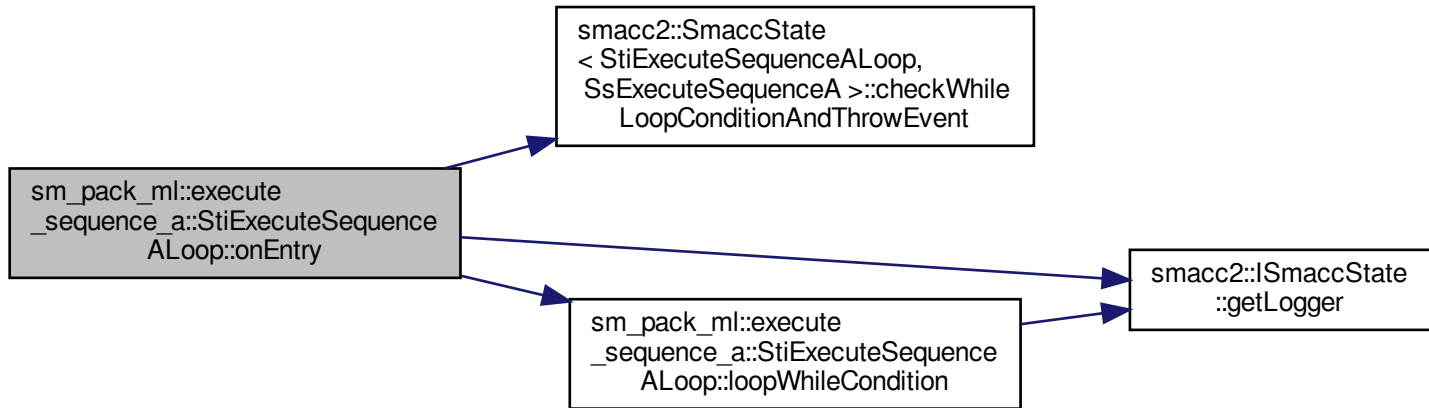 smacc2::SmaccState
< StiExecuteSequenceALoop,
SsExecuteSequenceA >::checkWhile
LoopConditionAndThrowEvent
sm_pack_ml::execute
_sequence_a::StiExecuteSequence
ALoop::onEntry
smacc2::ISmaccState
::getLogger
sm_pack_ml::execute
_sequence_a::StiExecuteSequence
ALoop::loopWhileCondition